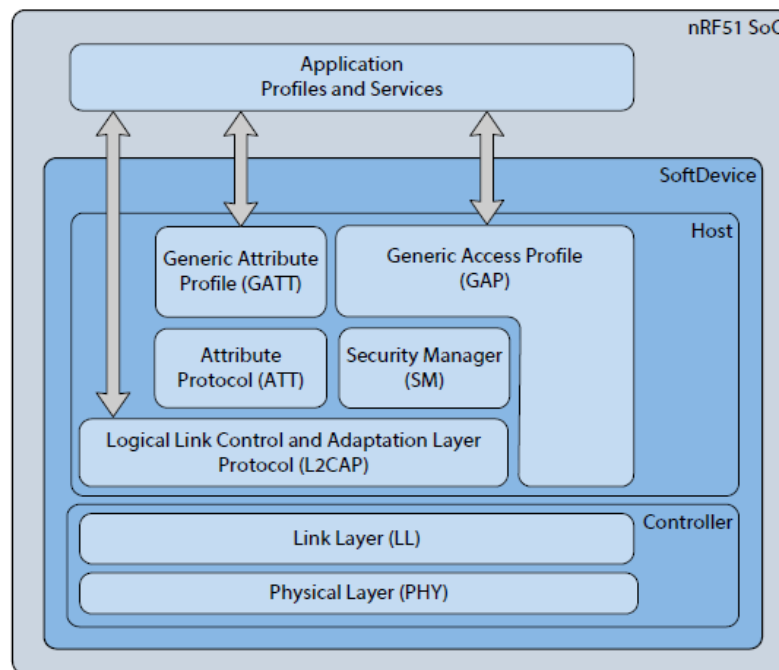 nRF51 SoC
Application
Profiles and Services
SoftDevice
Host
Generic Attribute
Profile (GATT)
Generic Access Profile
(GAP)
Attribute
Protocol (ATT)
Security Manager
(SM)
Logical Link Control and Adaptation Layer
Protocol (L2CAP)
Controller
Link Layer (LL)
Physical Layer (PHY)